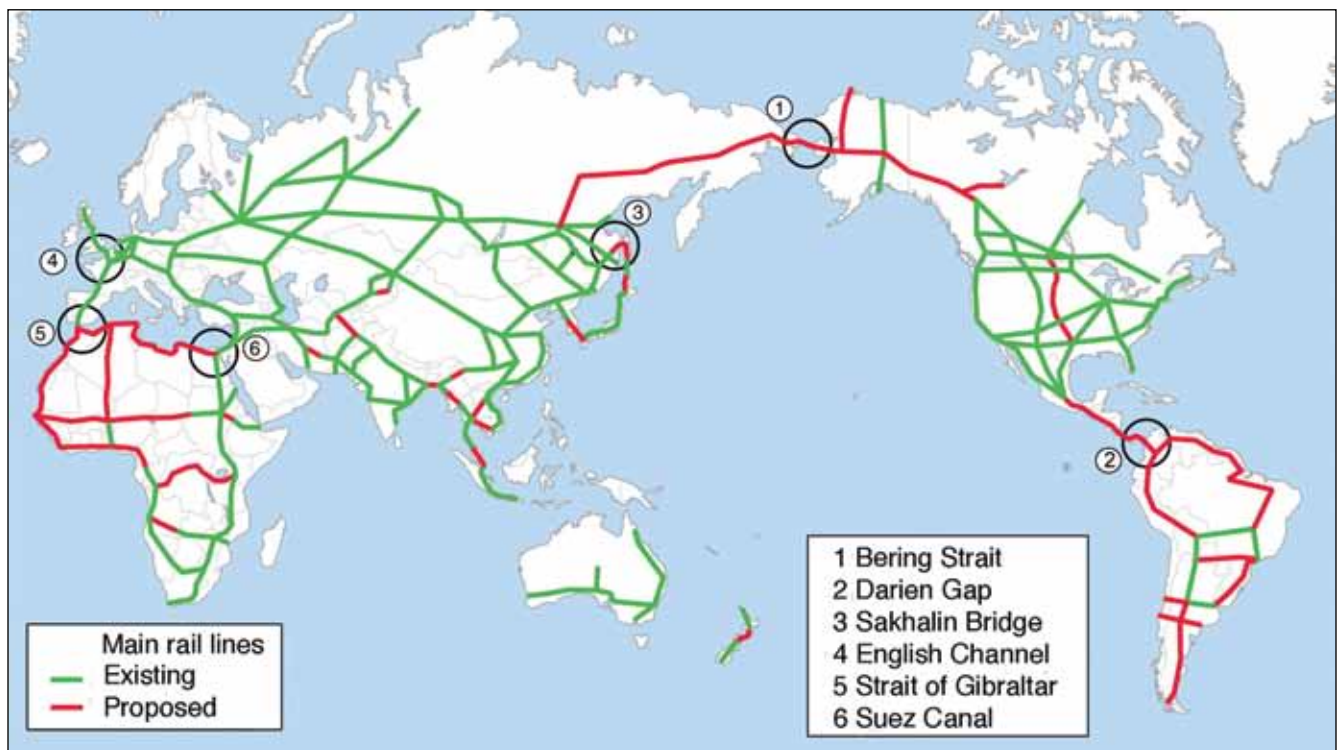 1
3
4
5
6
2
Main rail lines
Existing
Proposed
1 Bering Strait
2 Darien Gap
3 Sakhalin Bridge
4 English Channel
5 Strait of Gibraltar
6 Suez Canal